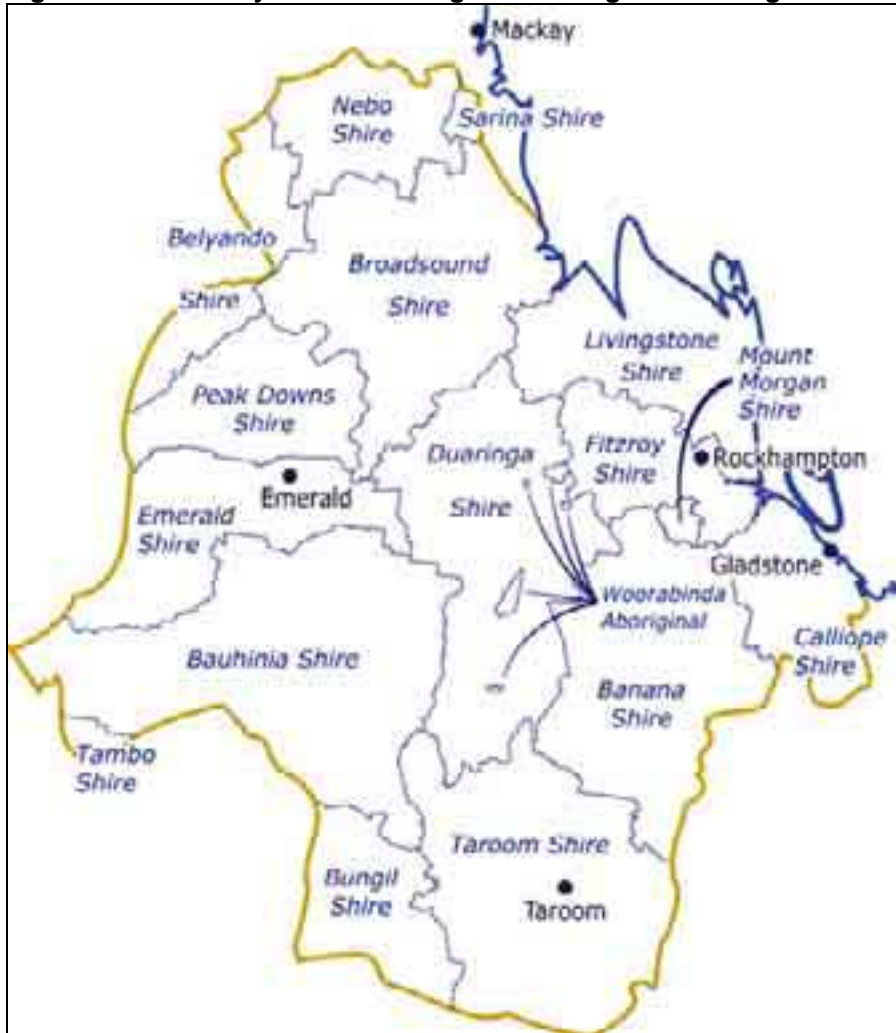 Mackay
Nebo
Shire
Sarina Shire
Belyando
Shire
Broadsound
Shire
Livingstone
Shire
Mount
Morgan
Shire
Peak Downs
Shire
Duaringa
Shire
Fitzroy
Shire
Rockhampton
Emerald
Emerald
Shire
Gladstone
Woorabinda
Aboriginal
Calliope
Shire
Bauhinia Shire
Banana
Shire
Tambo
Shire
Taroom Shire
Bungil
Shire
Taroom